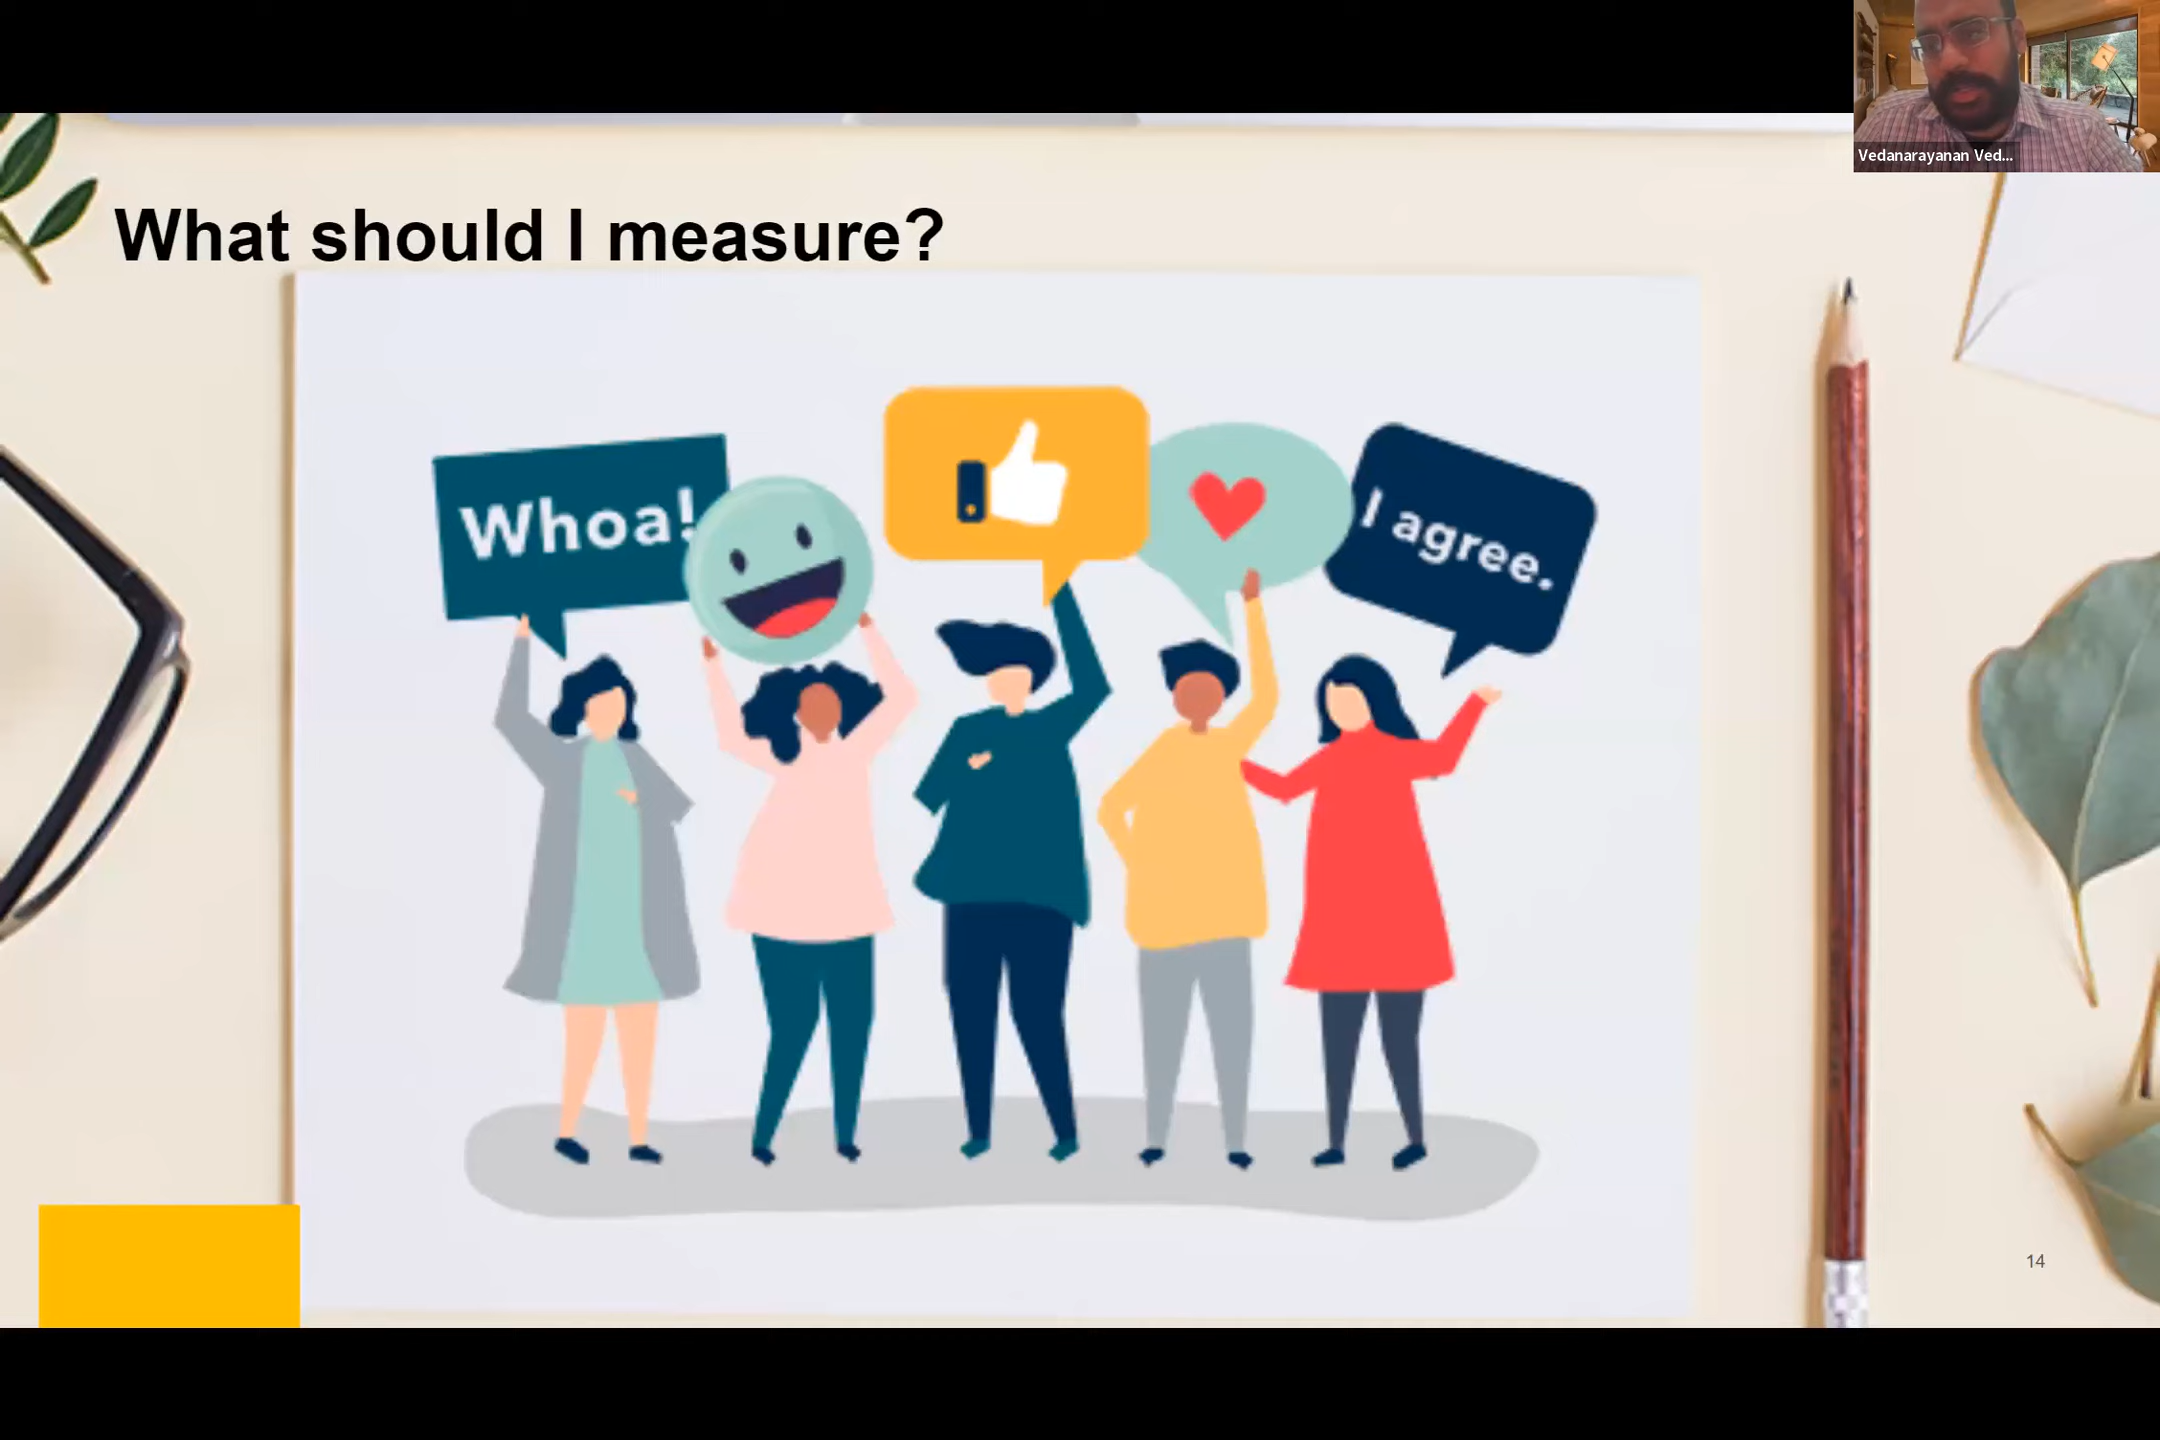 Vedanarayanan Ved...
What should I measure?
Whoa!
I agree.
14